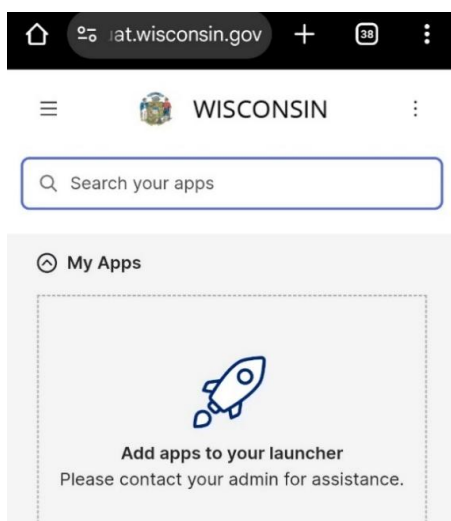 at.wisconsin.gov
38
WISCONSIN
Search your apps
My Apps
Add apps to your launcher
Please contact your admin for assistance.